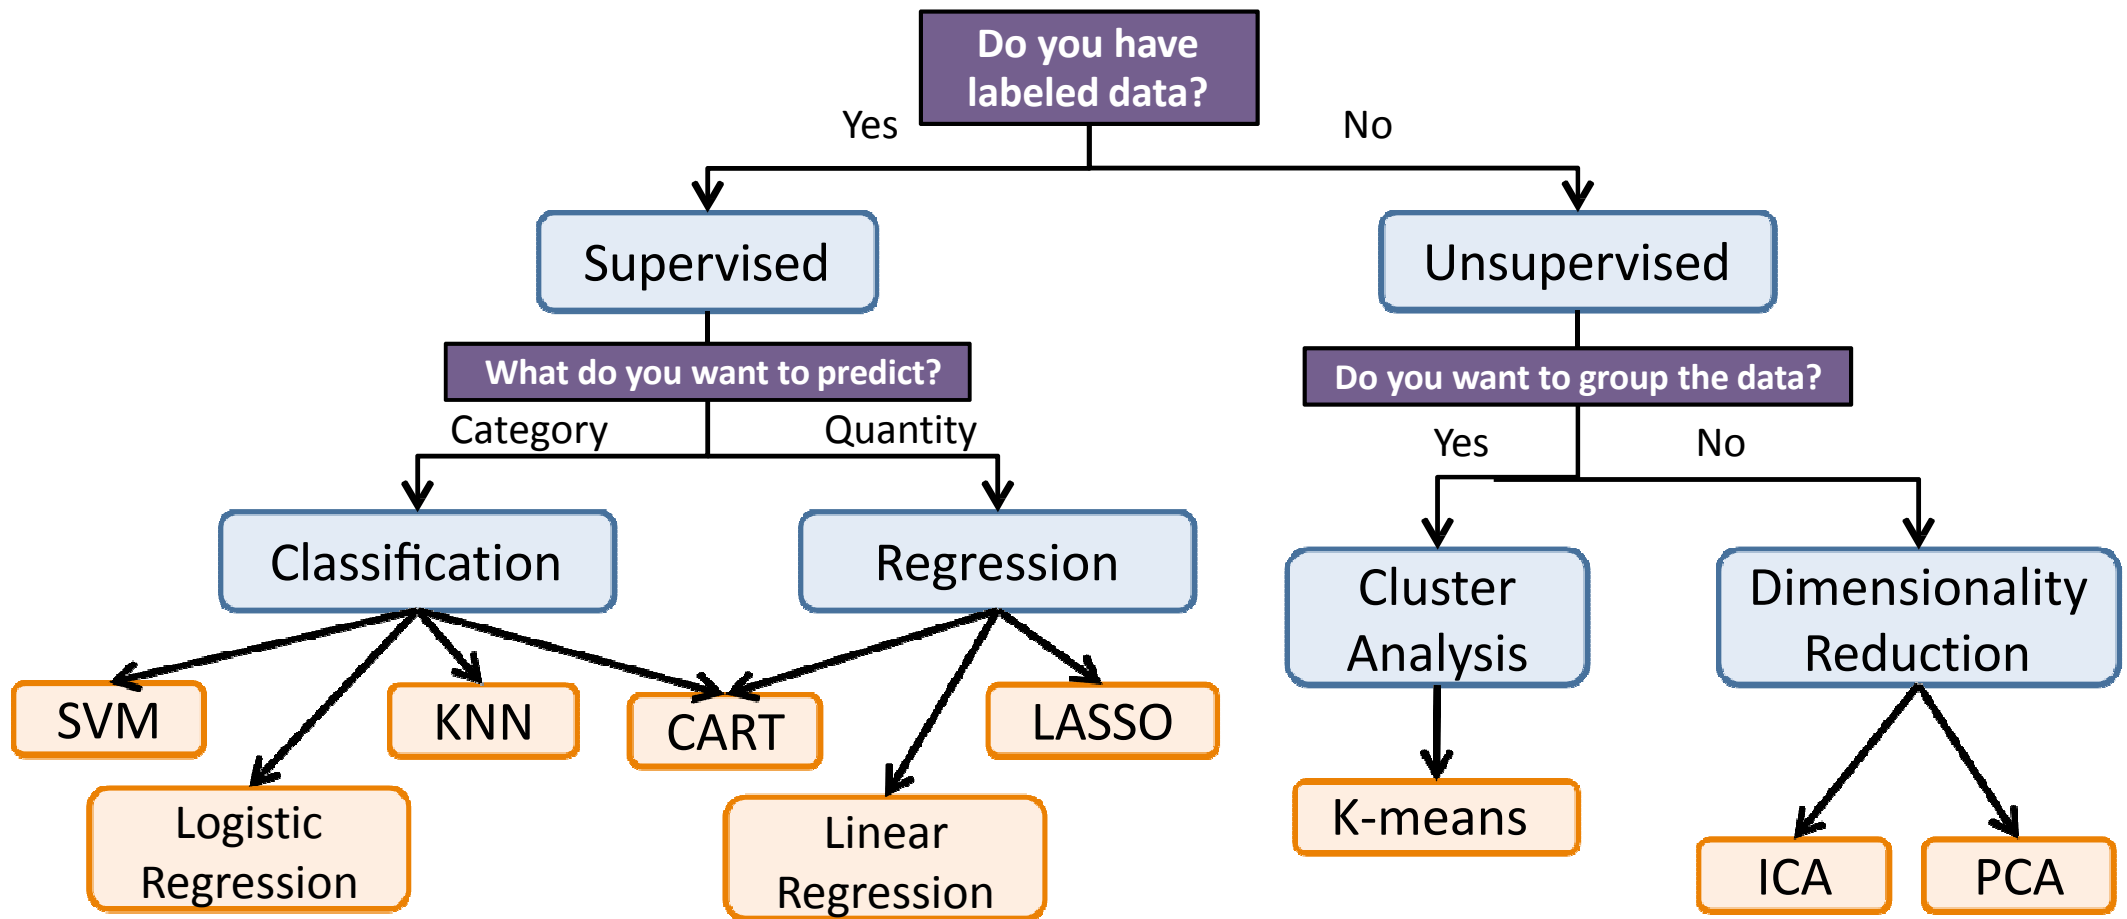 Do you have
labeled data?
Yes
No
Supervised
Unsupervised
What do you want to predict?
Do you want to group the data?
Category
Quantity
Yes
No
Classification
Regression
Cluster
Analysis
Dimensionality
Reduction
SVM
KNN
CART
LASSO
Logistic
Regression
Linear
Regression
K-means
ICA
PCA